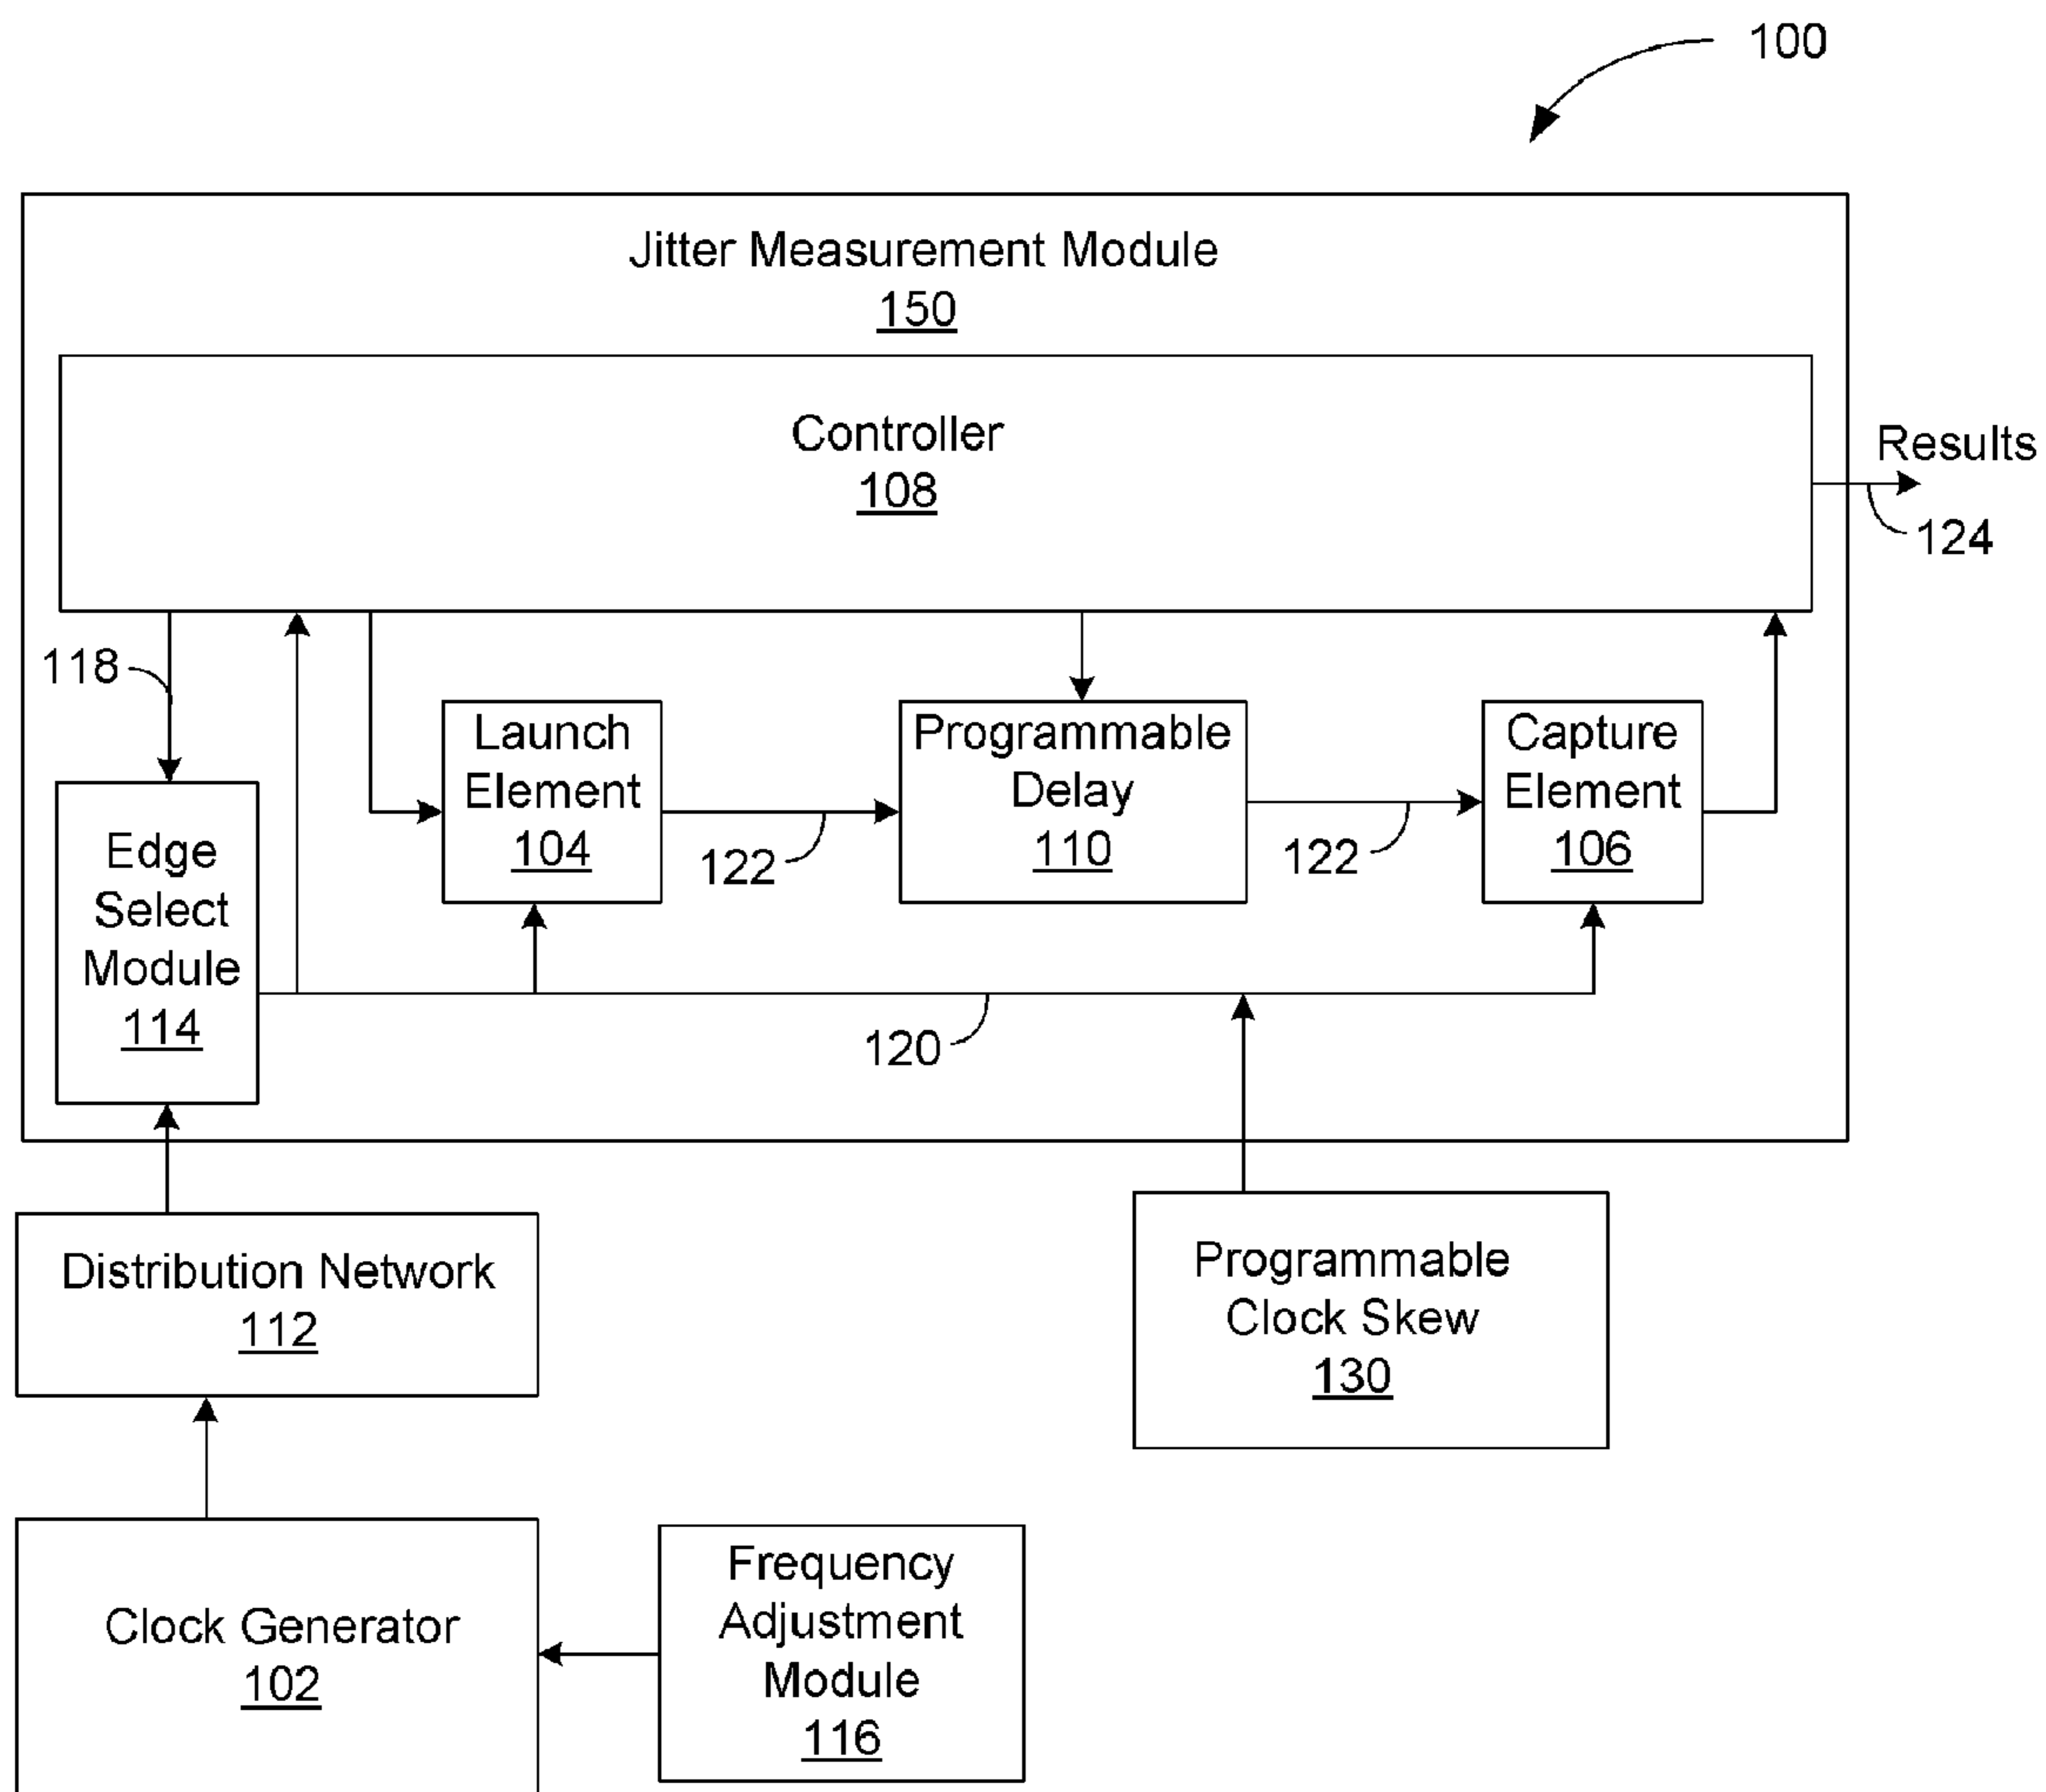 100
Jitter Measurement Module
150
Controller
108
Results
124
118
Launch
Element
104
122
Programmable
Delay
110
122
Capture
Element
106
Edge
Select
Module
114
120
Distribution Network
112
Programmable
Clock Skew
130
Clock Generator
102
Frequency
Adjustment
Module
116